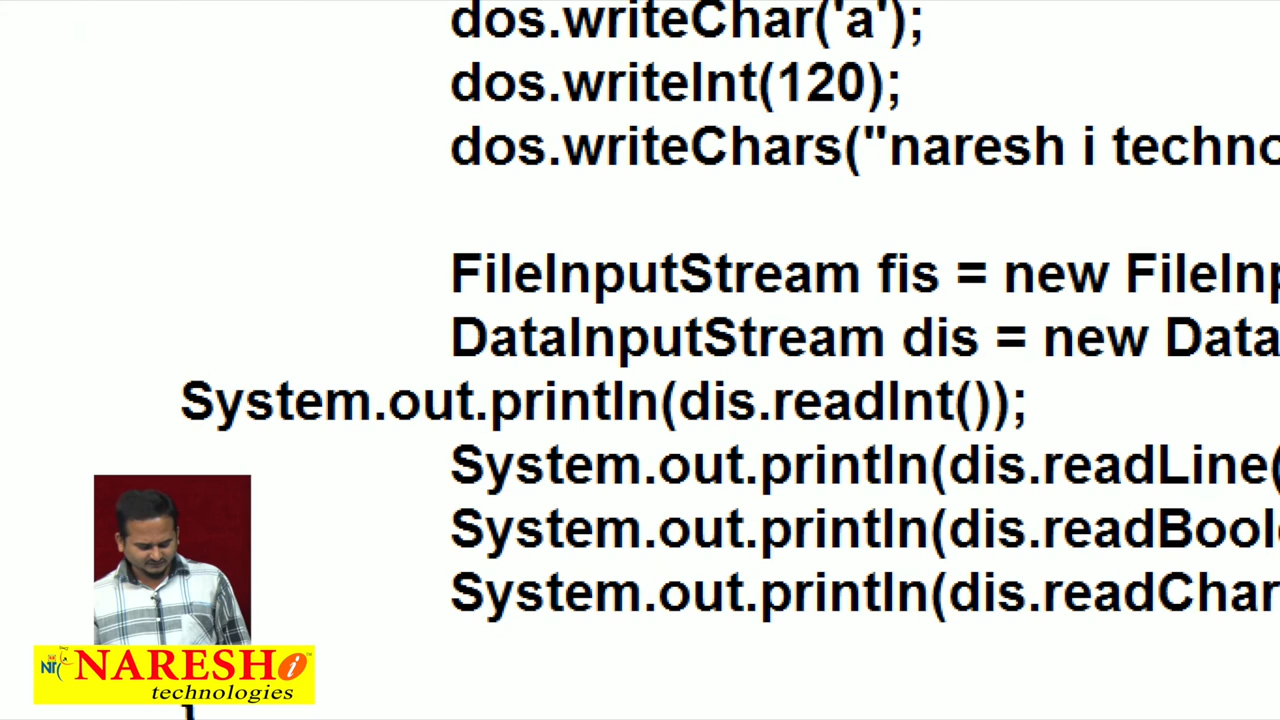 dos.writeChar('a');
dos.writeInt(120);
dos.writeChars("naresh i techno
FileInputStream fis = new FileInp
DataInputStream dis = new Data
System.out.println(dis.readInt());
System.out.println(dis.readLine(
System.out.println(dis.readBoole
System.out.println(dis.readChar
NARESH i
technologies
}